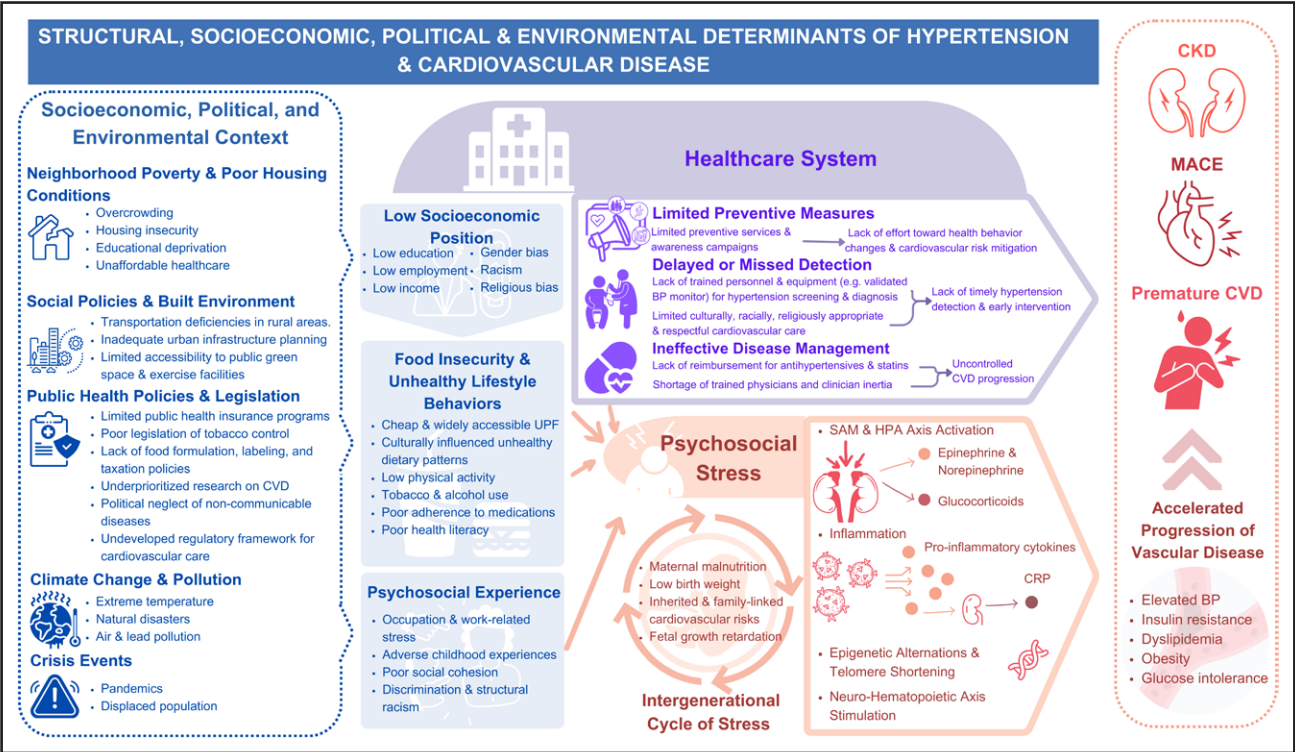 STRUCTURAL, SOCIOECONOMIC, POLITICAL & ENVIRONMENTAL DETERMINANTS OF HYPERTENSION
& CARDIOVASCULAR DISEASE
Socioeconomic, Political, and
Environmental Context
Neighborhood Poverty & Poor Housing
Conditions
• Overcrowding
• Housing insecurity
• Educational deprivation
• Unaffordable healthcare
Social Policies & Built Environment
• Transportation deficiencies in rural areas.
• Inadequate urban infrastructure planning
• Limited accessibility to public green
space & exercise facilities
Public Health Policies & Legislation
• Limited public health insurance programs
• Poor legislation of tobacco control
• Lack of food formulation, labeling, and
taxation policies
• Underprioritized research on CVD
• Political neglect of non-communicable
diseases
• Undeveloped regulatory framework for
cardiovascular care
Climate Change & Pollution
• Extreme temperature
• Natural disasters
• Air & lead pollution
Crisis Events
• Pandemics
• Displaced population
Low Socioeconomic
Position
• Low education
• Low employment
• Low income
• Gender bias
• Racism
• Religious bias
Food Insecurity &
Unhealthy Lifestyle
Behaviors
• Cheap & widely accessible UPF
• Culturally influenced unhealthy
dietary patterns
• Low physical activity
• Tobacco & alcohol use
• Poor adherence to medications
• Poor health literacy
Psychosocial Experience
• Occupation & work-related
stress
• Adverse childhood experiences
• Poor social cohesion
• Discrimination & structural
racism
Healthcare System
Limited Preventive Measures
Limited preventive services &
awareness campaigns
Lack of effort toward health behavior
changes & cardiovascular risk mitigation
Delayed or Missed Detection
Lack of trained personnel & equipment (e.g. validated
BP monitor) for hypertension screening & diagnosis
Limited culturally, racially, religiously appropriate
& respectful cardiovascular care
Lack of timely hypertension
detection & early intervention
Ineffective Disease Management
Lack of reimbursement for antihypertensives & statins
Shortage of trained physicians and clinician inertia
Uncontrolled
CVD progression
Psychosocial
Stress
• Maternal malnutrition
• Low birth weight
• Inherited & family-linked
cardiovascular risks
• Fetal growth retardation
Intergenerational
Cycle of Stress
• SAM & HPA Axis Activation
Epinephrine &
Norepinephrine
Glucocorticoids
• Inflammation
Pro-inflammatory cytokines
CRP
• Epigenetic Alternations &
Telomere Shortening
• Neuro-Hematopoietic Axis
Stimulation
CKD
MACE
Premature CVD
Accelerated
Progression of
Vascular Disease
• Elevated BP
• Insulin resistance
• Dyslipidemia
• Obesity
• Glucose intolerance